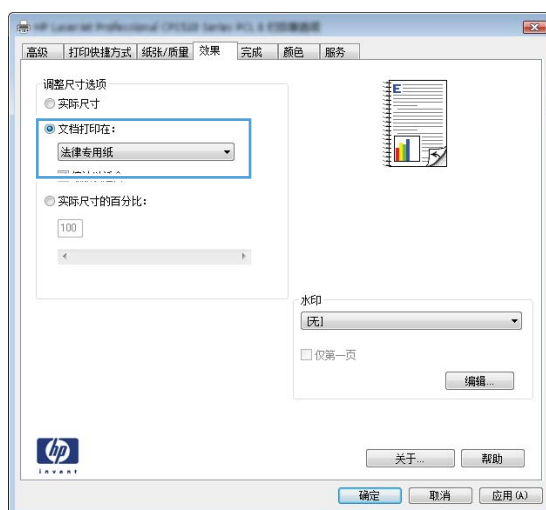 高级 打印快捷方式 纸张/质量 效果 完成 颜色 服务
调整尺寸选项
实际尺寸
文档打印在：
法律专用纸
实际尺寸的百分比：
100
E
水印
[无]
仅第一页
编辑...
hp
invent
关于... 帮助
确定 取消 应用(A)